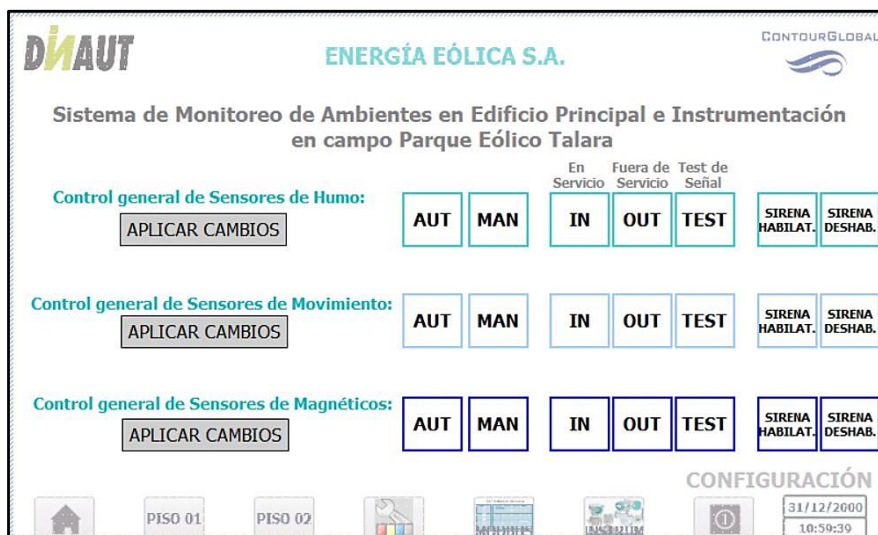 DINAUT
ENERGÍA EÓLICA S.A.
CONTOURGLOBAL
Sistema de Monitoreo de Ambientes en Edificio Principal e Instrumentación
en campo Parque Eólico Talara
En Servicio
Fuera de Servicio
Test de Señal
Control general de Sensores de Humo:
APLICAR CAMBIOS
AUT MAN IN OUT TEST
SIRENA HABILAT.
SIRENA DESHAB.
Control general de Sensores de Movimiento:
APLICAR CAMBIOS
AUT MAN IN OUT TEST
SIRENA HABILAT.
SIRENA DESHAB.
Control general de Sensores de Magnéticos:
APLICAR CAMBIOS
AUT MAN IN OUT TEST
SIRENA HABILAT.
SIRENA DESHAB.
CONFIGURACIÓN
PISO 01
PISO 02
MODBUS
INSTRUM
31/12/2000
10:59:39